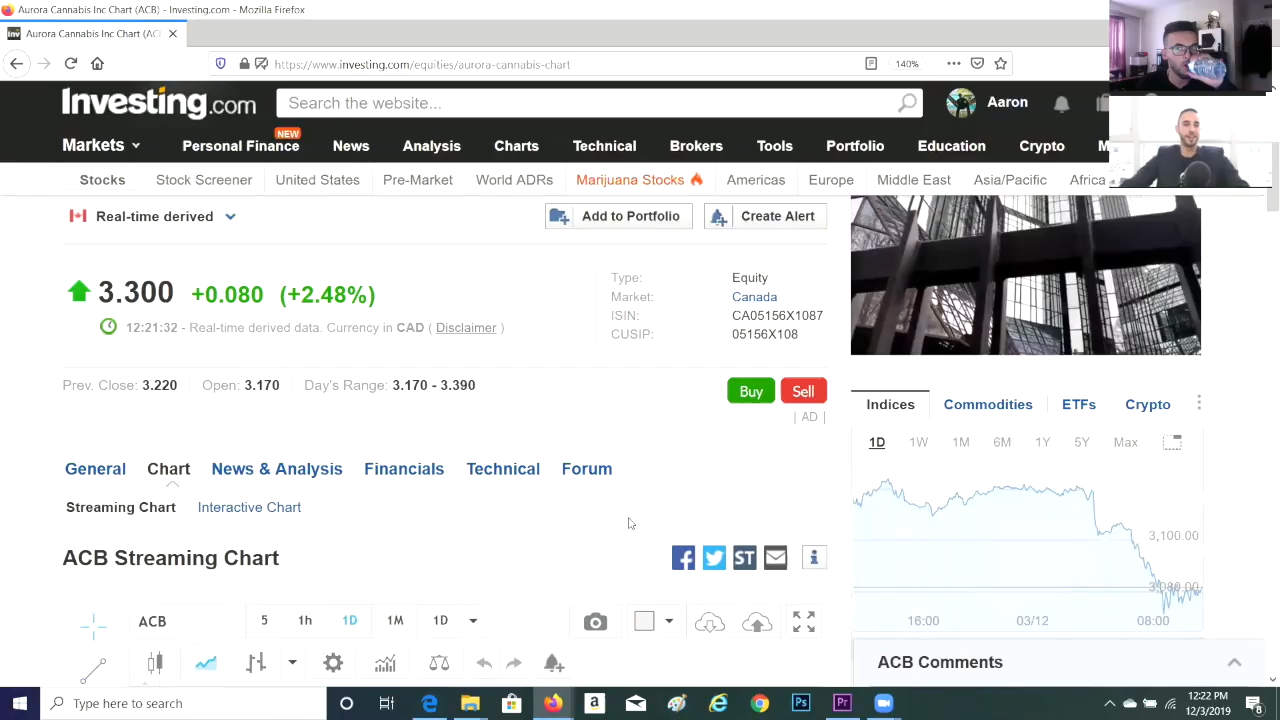 Aurora Cannabis Inc Chart (ACB) - Investing.com - Mozilla Firefox
Inv Aurora Cannabis Inc Chart (AC
https://www.investing.com/equities/aurora-cannabis-chart
140%
Investing.com
Search the website...
Aaron
NEW
Markets Personal Finance News Analysis Charts Technical Brokers Tools Portfolio Education Crypto M
Stocks Stock Screener United States Pre-Market World ADRs Marijuana Stocks Americas Europe Middle East Asia/Pacific Africa
Real-time derived
Add to Portfolio Create Alert
3.300 +0.080 (+2.48%)
12:21:32 - Real-time derived data. Currency in CAD ( Disclaimer )
Type: Equity
Market: Canada
ISIN: CA05156X1087
CUSIP: 05156X108
Prev. Close: 3.220 Open: 3.170 Day's Range: 3.170 - 3.390
Buy Sell
| AD |
General Chart News & Analysis Financials Technical Forum
Streaming Chart Interactive Chart
ACB Streaming Chart
ST
ACB 5 1h 1D 1M 1D
Indices Commodities ETFs Crypto
1D 1W 1M 6M 1Y 5Y Max
3,100.00
3,080.00
16:00 03/12 08:00
ACB Comments
Type here to search
a
Ps
Pr
12:22 PM
12/3/2019
8